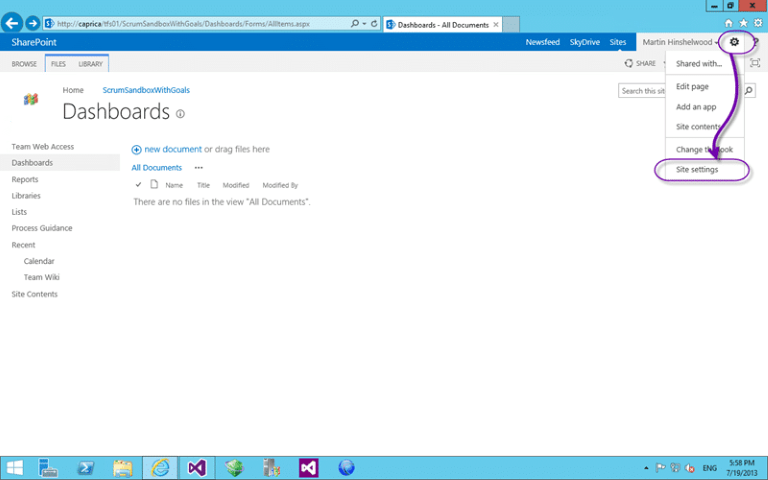 http://caprica/tfs01/ScrumSandboxWithGoals/Dashboards/Forms/AllItems.aspx
Dashboards - All Documents
SharePoint
Newsfeed SkyDrive Sites Martin Hinshelwood
BROWSE FILES LIBRARY
SHARE
Shared with...
Edit page
Add an app
Site contents
Change the look
Site settings
Home ScrumSandboxWithGoals
Search this sit
Dashboards
Team Web Access
Dashboards
Reports
Libraries
Lists
Process Guidance
Recent
Calendar
Team Wiki
Site Contents
new document or drag files here
All Documents ...
Name Title Modified Modified By
There are no files in the view "All Documents".
ENG
5:58 PM
7/19/2013